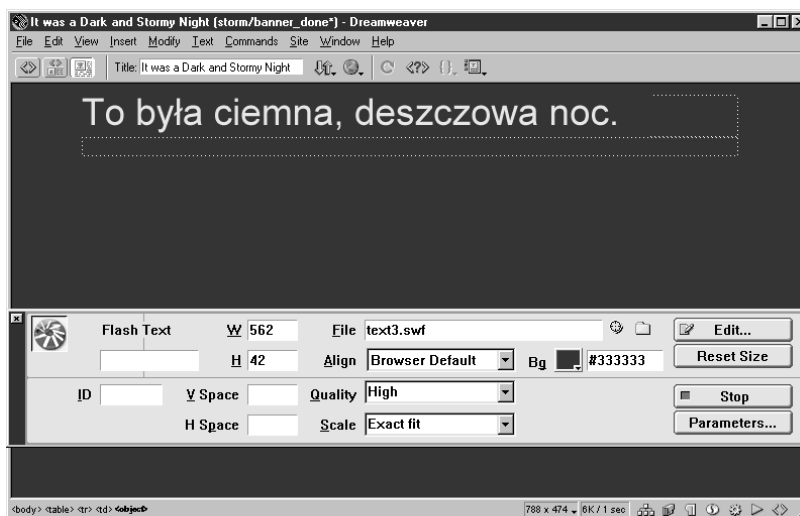 It was a Dark and Stormy Night (storm/banner_done*) - Dreamweaver
File Edit View Insert Modify Text Commands Site Window Help
Title: It was a Dark and Stormy Night
To była ciemna, deszczowa noc.
Flash Text W 562 File text3.swf Edit...
H 42 Align Browser Default Bg #333333 Reset Size
ID V Space Quality High Stop
H Space Scale Exact fit Parameters...
<body> <table> <tr> <td> <object> 788 x 474 6K / 1 sec